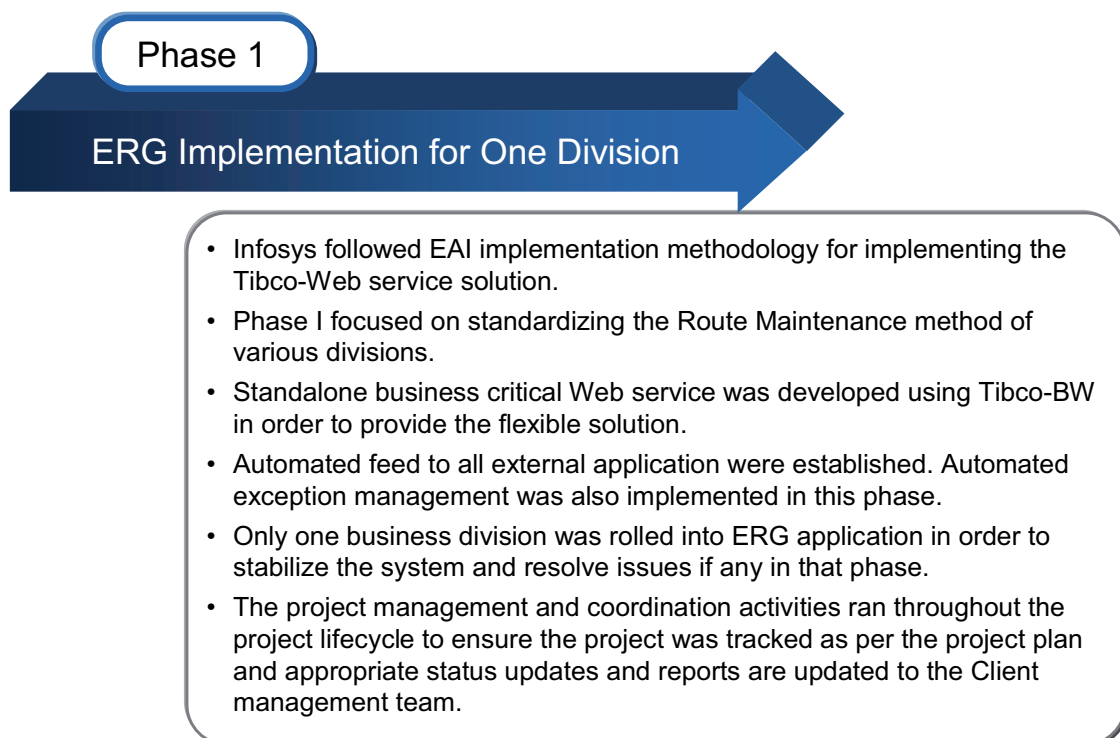 Phase 1
ERG Implementation for One Division
• Infosys followed EAI implementation methodology for implementing the
Tibco-Web service solution.
• Phase I focused on standardizing the Route Maintenance method of
various divisions.
• Standalone business critical Web service was developed using Tibco-BW
in order to provide the flexible solution.
• Automated feed to all external application were established. Automated
exception management was also implemented in this phase.
• Only one business division was rolled into ERG application in order to
stabilize the system and resolve issues if any in that phase.
• The project management and coordination activities ran throughout the
project lifecycle to ensure the project was tracked as per the project plan
and appropriate status updates and reports are updated to the Client
management team.